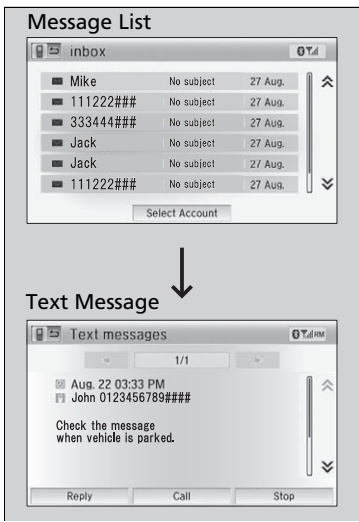 Message List
inbox
Mike No subject 27 Aug.
111222### No subject 27 Aug.
333444### No subject 27 Aug.
Jack No subject 27 Aug.
Jack No subject 27 Aug.
111222### No subject 27 Aug.
Select Account
Text Message
Text messages RM
1/1
Aug. 22 03:33 PM
John 0123456789####
Check the message
when vehicle is parked.
Reply Call Stop